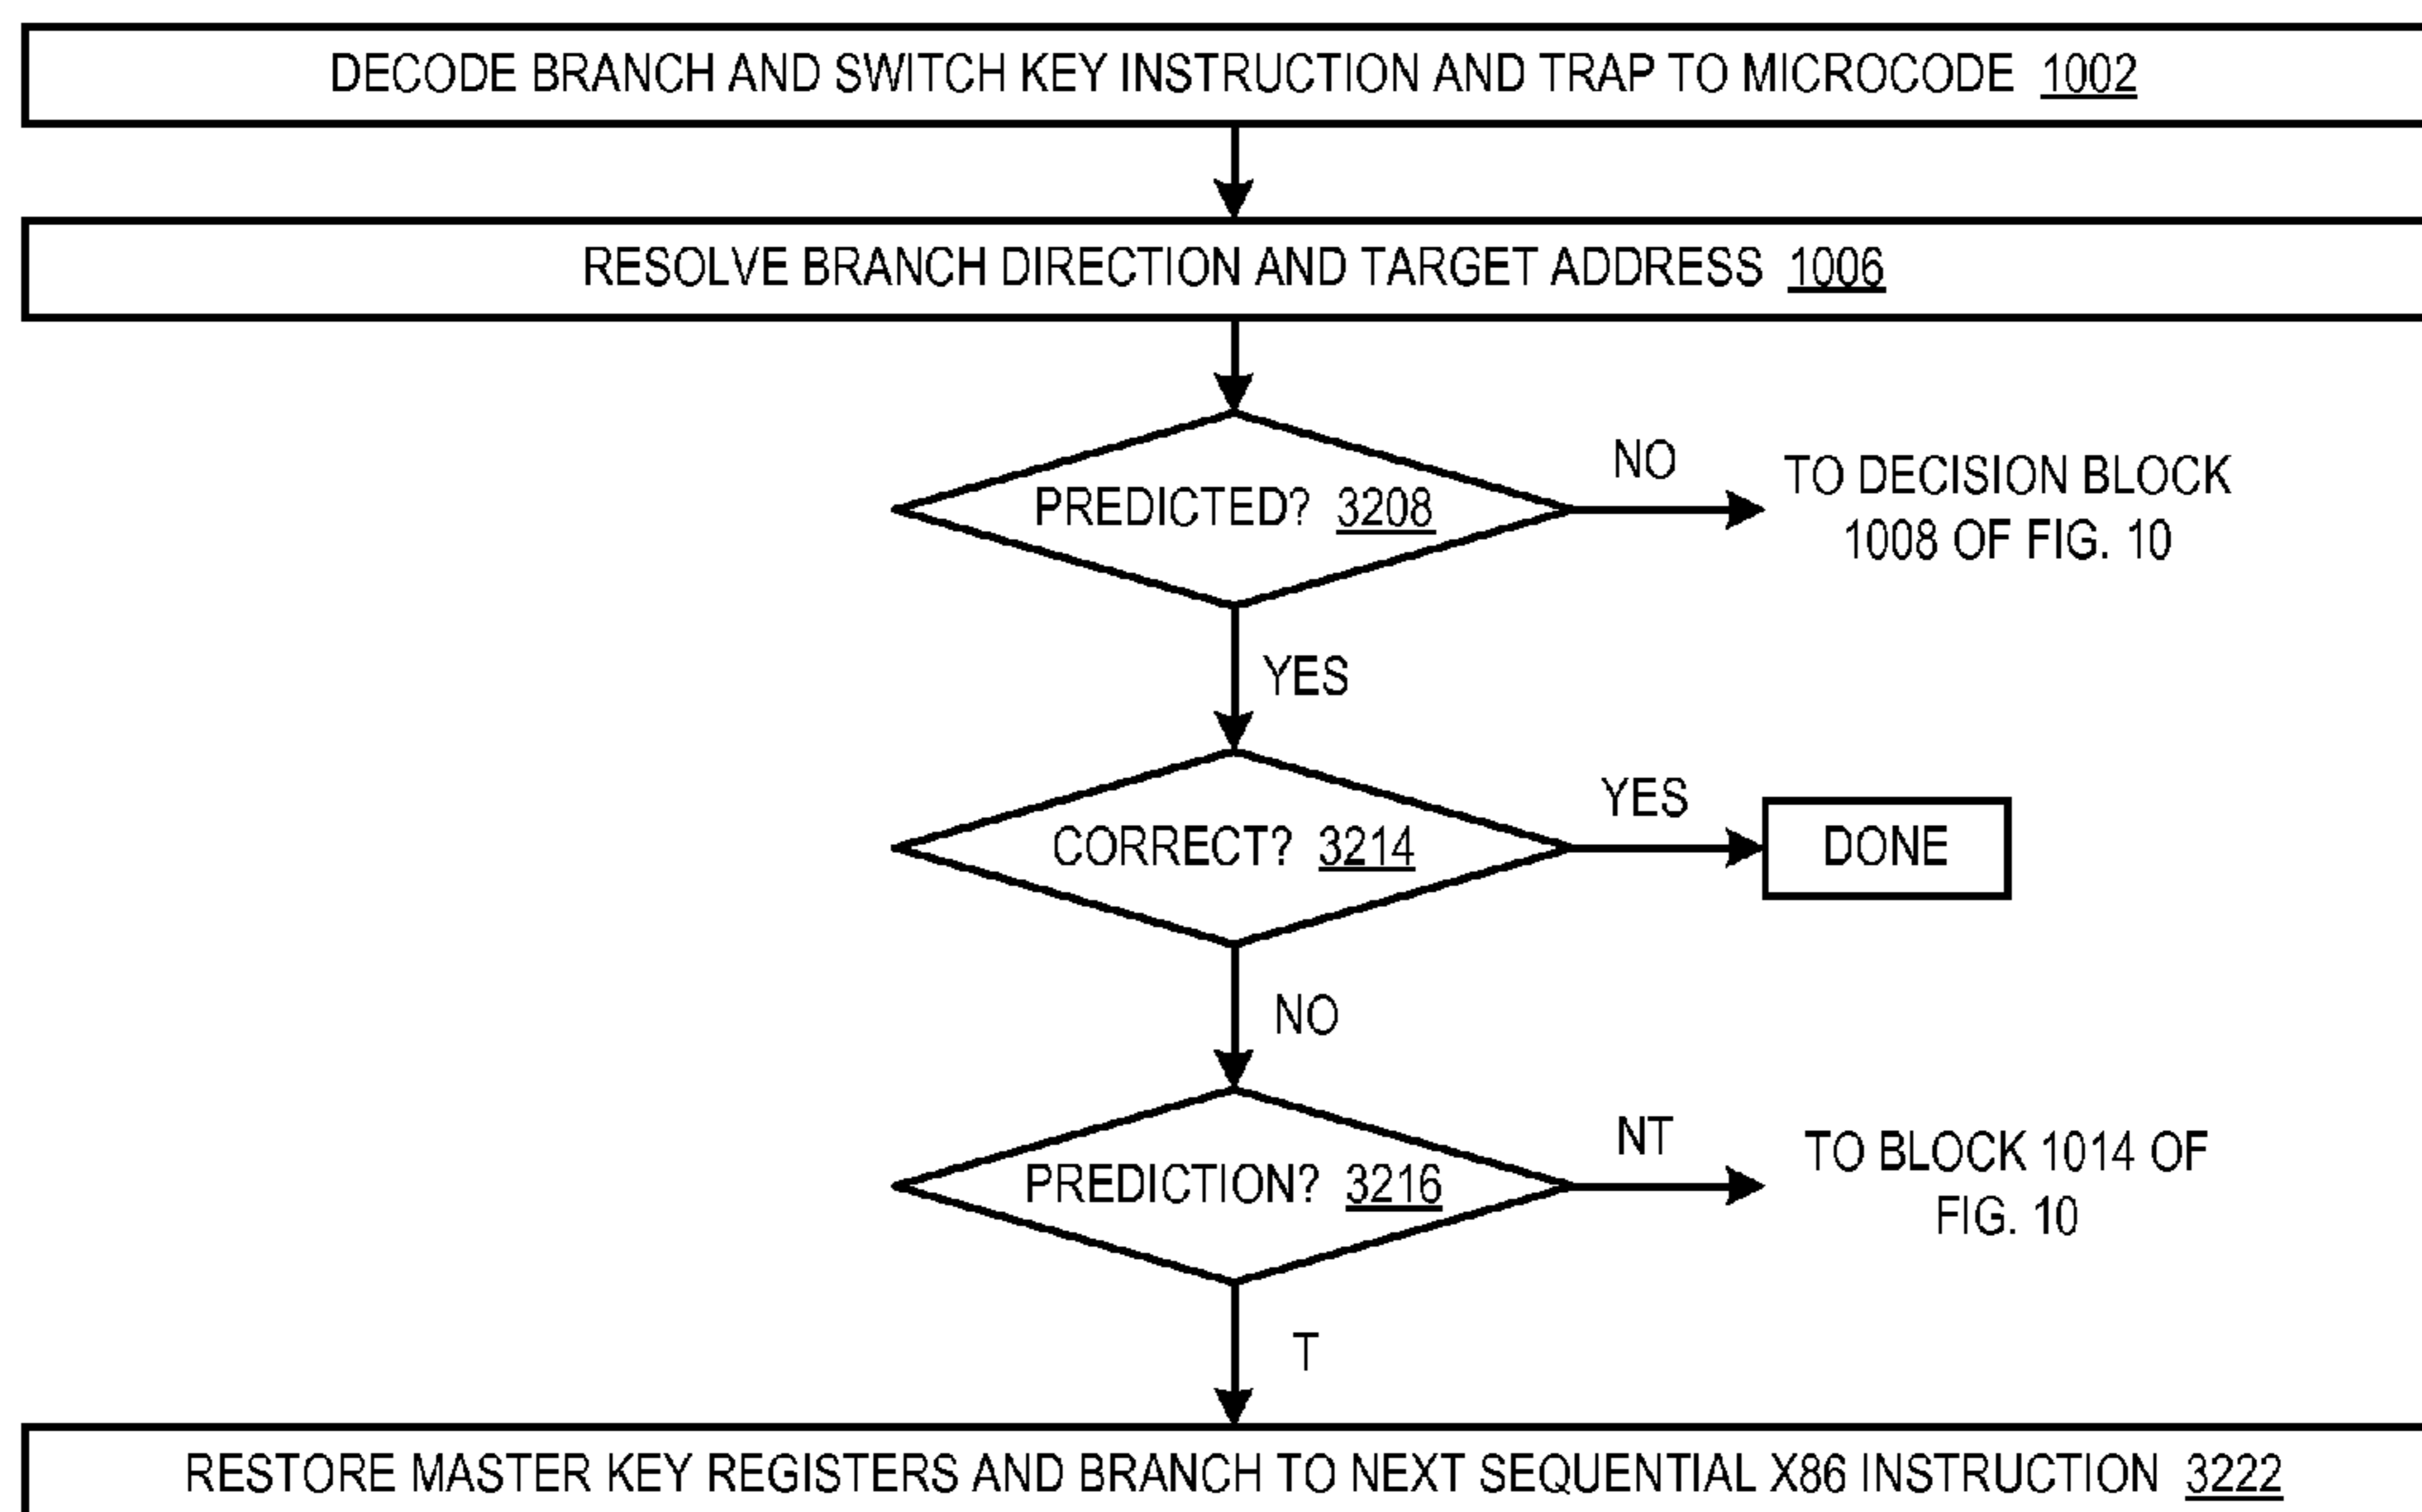 DECODE BRANCH AND SWITCH KEY INSTRUCTION AND TRAP TO MICROCODE 1002
RESOLVE BRANCH DIRECTION AND TARGET ADDRESS 1006
PREDICTED? 3208
NO
TO DECISION BLOCK
1008 OF FIG. 10
YES
CORRECT? 3214
YES
DONE
NO
PREDICTION? 3216
NT
TO BLOCK 1014 OF
FIG. 10
T
RESTORE MASTER KEY REGISTERS AND BRANCH TO NEXT SEQUENTIAL X86 INSTRUCTION 3222